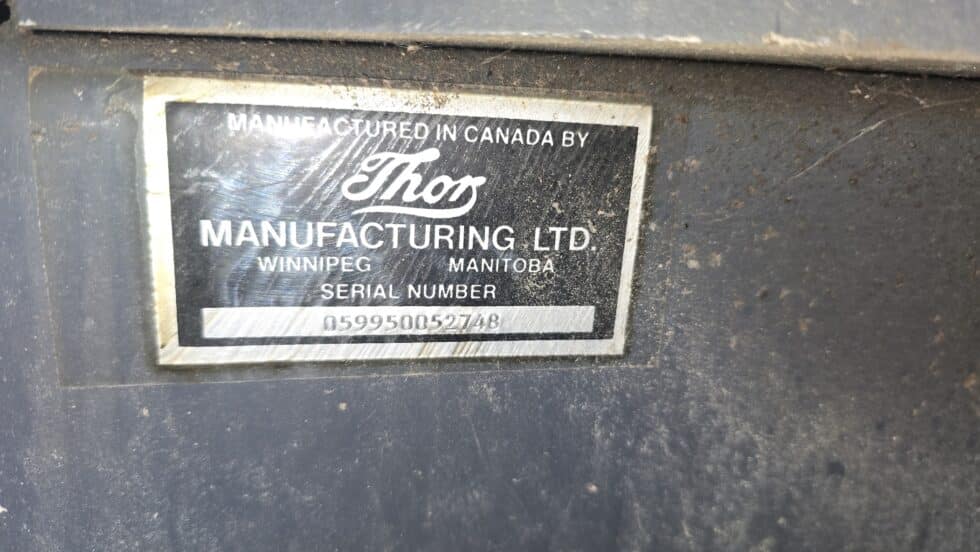 MANUFACTURED IN CANADA BY
Thor
MANUFACTURING LTD.
WINNIPEG MANITOBA
SERIAL NUMBER
059950052748